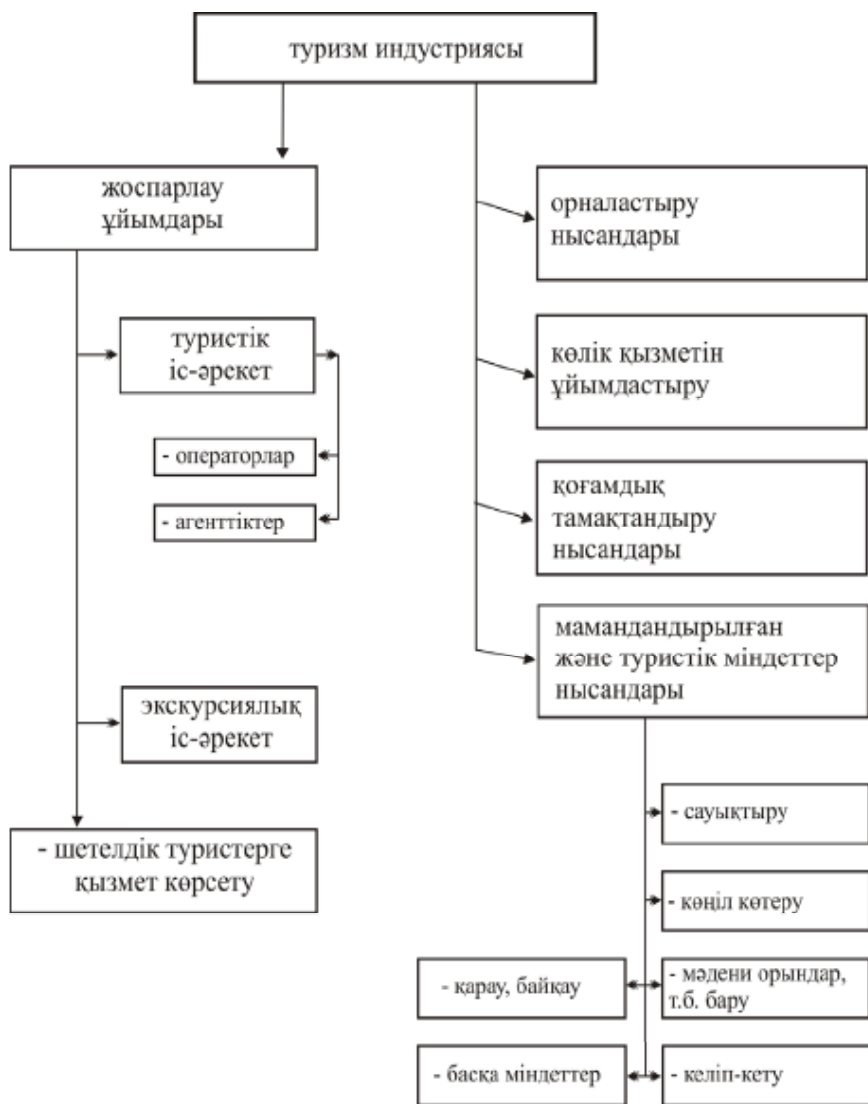 туризм индустриясы
жоспарлау
ұйымдары
туристік
іс-әрекет
- операторлар
- агенттіктер
экскурсиялық
іс-әрекет
- шетелдік туристерге
қызмет көрсету
орналастыру
нысандары
көлік қызметін
ұйымдастыру
қоғамдық
тамақтандыру
нысандары
мамандандырылған
және туристік міндеттер
нысандары
- сауықтыру
- көңіл көтеру
- қарау, байқау
- мәдени орындар,
т.б. бару
- басқа міндеттер
- келіп-кету